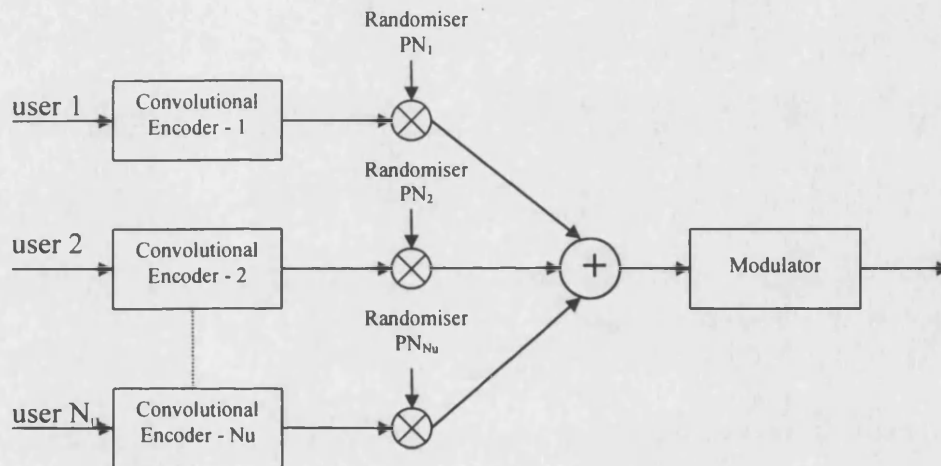 Randomiser
PN₁
user 1
Convolutional
Encoder - 1
Randomiser
PN₂
user 2
Convolutional
Encoder - 2
+
Modulator
Randomiser
PN_Nu
user Nᵤ
Convolutional
Encoder - Nu